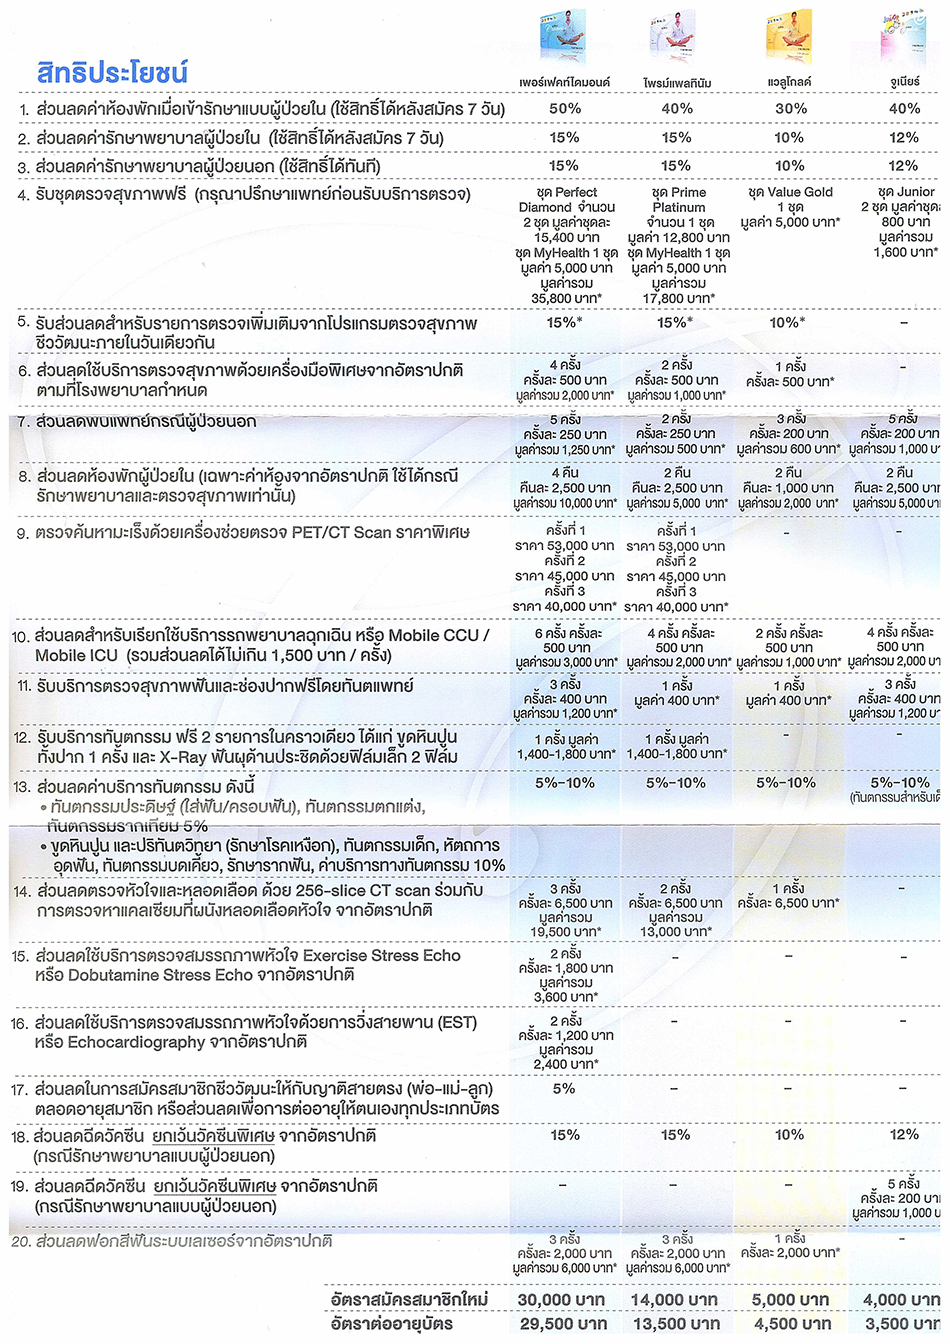 สิทธิประโยชน์
เพอร์เฟคท์ไดมอนด์ ไพรม์แพลทินัม แวลูโกลด์ จูเนียร์
1. ส่วนลดค่าห้องพักเมื่อเข้ารักษาแบบผู้ป่วยใน (ใช้สิทธิ์ได้หลังสมัคร 7 วัน) 50% 40% 30% 40%
2. ส่วนลดค่ารักษาพยาบาลผู้ป่วยใน (ใช้สิทธิ์ได้หลังสมัคร 7 วัน) 15% 15% 10% 12%
3. ส่วนลดค่ารักษาพยาบาลผู้ป่วยนอก (ใช้สิทธิ์ได้ทันที) 15% 15% 10% 12%
4. รับชุดตรวจสุขภาพฟรี (กรุณาปรึกษาแพทย์ก่อนรับบริการตรวจ)
ชุด Perfect
Diamond จำนวน
2 ชุด มูลค่าชุดละ
15,400 บาท
ชุด MyHealth 1 ชุด
มูลค่า 5,000 บาท
มูลค่ารวม
35,800 บาท*
ชุด Prime
Platinum
จำนวน 1 ชุด
มูลค่า 12,800 บาท
ชุด MyHealth 1 ชุด
มูลค่า 5,000 บาท
มูลค่ารวม
17,800 บาท*
ชุด Value Gold
1 ชุด
มูลค่า 5,000 บาท*
ชุด Junior
2 ชุด มูลค่าชุดละ
800 บาท
มูลค่ารวม
1,600 บาท*
5. รับส่วนลดสำหรับรายการตรวจเพิ่มเติมจากโปรแกรมตรวจสุขภาพ 15%* 15%* 10%* –
ชีววัฒนะภายในวันเดียวกัน
6. ส่วนลดใช้บริการตรวจสุขภาพด้วยเครื่องมือพิเศษจากอัตราปกติ
ตามที่โรงพยาบาลกำหนด
4 ครั้ง
ครั้งละ 500 บาท
มูลค่ารวม 2,000 บาท*
2 ครั้ง
ครั้งละ 500 บาท
มูลค่ารวม 1,000 บาท*
1 ครั้ง
ครั้งละ 500 บาท*
-
7. ส่วนลดพบแพทย์กรณีผู้ป่วยนอก
5 ครั้ง
ครั้งละ 250 บาท
มูลค่ารวม 1,250 บาท*
2 ครั้ง
ครั้งละ 250 บาท
มูลค่ารวม 500 บาท*
3 ครั้ง
ครั้งละ 200 บาท
มูลค่ารวม 600 บาท*
5 ครั้ง
ครั้งละ 200 บาท
มูลค่ารวม 1,000 บ
8. ส่วนลดห้องพักผู้ป่วยใน (เฉพาะค่าห้องจากอัตราปกติ ใช้ได้กรณี
รักษาพยาบาลและตรวจสุขภาพเท่านั้น)
4 คืน
คืนละ 2,500 บาท
มูลค่ารวม 10,000 บาท*
2 คืน
คืนละ 2,500 บาท
มูลค่ารวม 5,000 บาท*
2 คืน
คืนละ 1,000 บาท
มูลค่ารวม 2,000 บาท*
2 คืน
คืนละ 2,500 บาท
มูลค่ารวม 5,000 บาท
9. ตรวจค้นหามะเร็งด้วยเครื่องช่วยตรวจ PET/CT Scan ราคาพิเศษ
ครั้งที่ 1
ราคา 53,000 บาท
ครั้งที่ 2
ราคา 45,000 บาท
ครั้งที่ 3
ราคา 40,000 บาท*
ครั้งที่ 1
ราคา 53,000 บาท
ครั้งที่ 2
ราคา 45,000 บาท
ครั้งที่ 3
ราคา 40,000 บาท*
- -
10. ส่วนลดสำหรับเรียกใช้บริการรถพยาบาลฉุกเฉิน หรือ Mobile CCU /
Mobile ICU (รวมส่วนลดได้ไม่เกิน 1,500 บาท / ครั้ง)
6 ครั้ง ครั้งละ
500 บาท
มูลค่ารวม 3,000 บาท*
4 ครั้ง ครั้งละ
500 บาท
มูลค่ารวม 2,000 บาท*
2 ครั้ง ครั้งละ
500 บาท
มูลค่ารวม 1,000 บาท*
4 ครั้ง ครั้งละ
500 บาท
มูลค่ารวม 2,000 บา
11. รับบริการตรวจสุขภาพฟันและช่องปากฟรีโดยทันตแพทย์
3 ครั้ง
ครั้งละ 400 บาท
มูลค่ารวม 1,200 บาท*
1 ครั้ง
มูลค่า 400 บาท*
1 ครั้ง
มูลค่า 400 บาท*
3 ครั้ง
ครั้งละ 400 บาท
มูลค่ารวม 1,200 บ
12. รับบริการทันตกรรม ฟรี 2 รายการในคราวเดียว ได้แก่ ขูดหินปูน
ทั้งปาก 1 ครั้ง และ X-Ray ฟันผุด้านประชิดด้วยฟิล์มเล็ก 2 ฟิล์ม
1 ครั้ง มูลค่า
1,400-1,800 บาท*
1 ครั้ง มูลค่า
1,400-1,800 บาท*
- -
13. ส่วนลดค่าบริการทันตกรรม ดังนี้ 5%-10% 5%-10% 5%-10% 5%-10%
(ทันตกรรมสำหรับเด็
• ทันตกรรมประดิษฐ์ (ใส่ฟัน/ครอบฟัน), ทันตกรรมตกแต่ง,
ทันตกรรมรากเทียม 5%
• ขูดหินปูน และปริทันตวิทยา (รักษาโรคเหงือก), ทันตกรรมเด็ก, หัตถการ
อุดฟัน, ทันตกรรมบดเคี้ยว, รักษารากฟัน, ค่าบริการทางทันตกรรม 10%
14. ส่วนลดตรวจหัวใจและหลอดเลือด ด้วย 256-slice CT scan ร่วมกับ
การตรวจหาแคลเซียมที่ผนังหลอดเลือดหัวใจ จากอัตราปกติ
3 ครั้ง
ครั้งละ 6,500 บาท
มูลค่ารวม
19,500 บาท*
2 ครั้ง
ครั้งละ 6,500 บาท
มูลค่ารวม
13,000 บาท*
1 ครั้ง
ครั้งละ 6,500 บาท*
-
15. ส่วนลดใช้บริการตรวจสมรรถภาพหัวใจ Exercise Stress Echo
หรือ Dobutamine Stress Echo จากอัตราปกติ
2 ครั้ง
ครั้งละ 1,800 บาท
มูลค่ารวม
3,600 บาท*
- - -
16. ส่วนลดใช้บริการตรวจสมรรถภาพหัวใจด้วยการวิ่งสายพาน (EST)
หรือ Echocardiography จากอัตราปกติ
2 ครั้ง
ครั้งละ 1,200 บาท
มูลค่ารวม
2,400 บาท*
- - -
17. ส่วนลดในการสมัครสมาชิกชีววัฒนะให้กับญาติสายตรง (พ่อ-แม่-ลูก) 5% - - -
ตลอดอายุสมาชิก หรือส่วนลดเพื่อการต่ออายุให้ตนเองทุกประเภทบัตร
18. ส่วนลดฉีดวัคซีน ยกเว้นวัคซีนพิเศษ จากอัตราปกติ 15% 15% 10% 12%
(กรณีรักษาพยาบาลแบบผู้ป่วยใน)
19. ส่วนลดฉีดวัคซีน ยกเว้นวัคซีนพิเศษ จากอัตราปกติ - - -
(กรณีรักษาพยาบาลแบบผู้ป่วยนอก)
5 ครั้ง
ครั้งละ 200 บา
มูลค่ารวม 1,000 บ
20. ส่วนลดฟอกสีฟันระบบเลเซอร์จากอัตราปกติ
3 ครั้ง
ครั้งละ 2,000 บาท
มูลค่ารวม 6,000 บาท*
3 ครั้ง
ครั้งละ 2,000 บาท
มูลค่ารวม 6,000 บาท*
1 ครั้ง
ครั้งละ 2,000 บาท*
-
อัตราสมัครสมาชิกใหม่ 30,000 บาท 14,000 บาท 5,000 บาท 4,000 บาท
อัตราต่ออายุบัตร 29,500 บาท 13,500 บาท 4,500 บาท 3,500 บาท